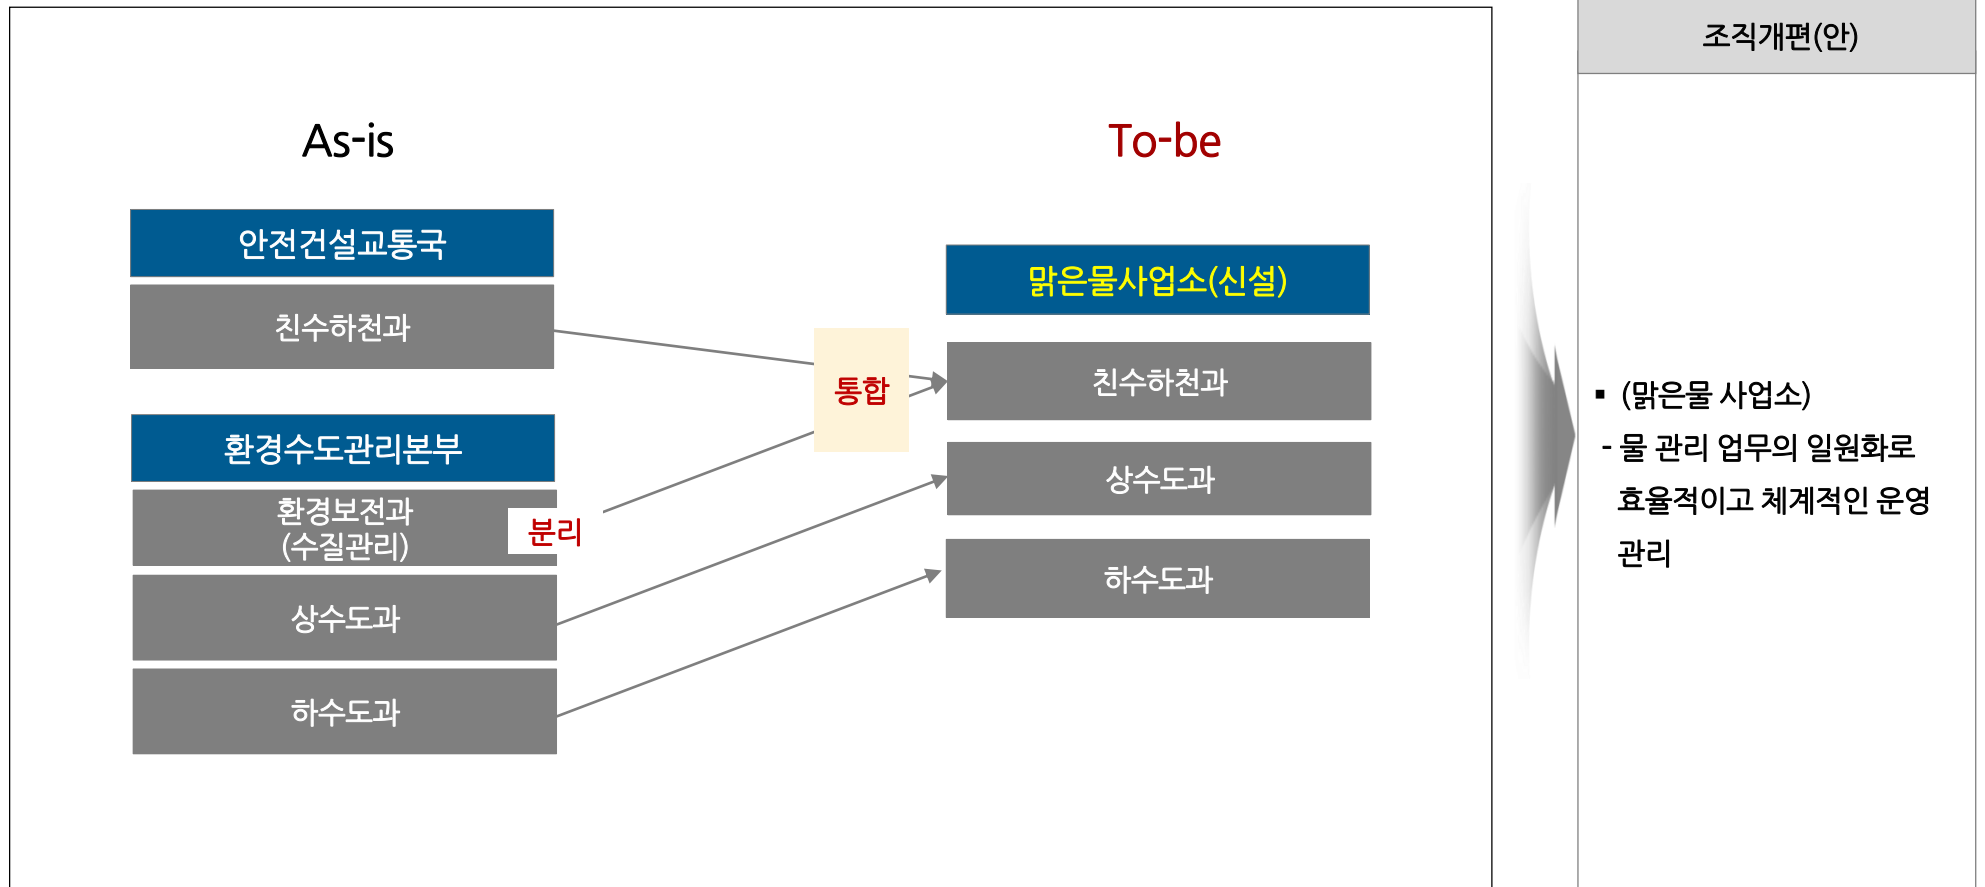 조직개편(안)
As-is
To-be
안전건설교통국
친수하천과
환경수도관리본부
환경보전과
(수질관리)
분리
상수도과
하수도과
통합
맑은물사업소(신설)
친수하천과
상수도과
하수도과
▪ (맑은물 사업소)
- 물 관리 업무의 일원화로
효율적이고 체계적인 운영
관리